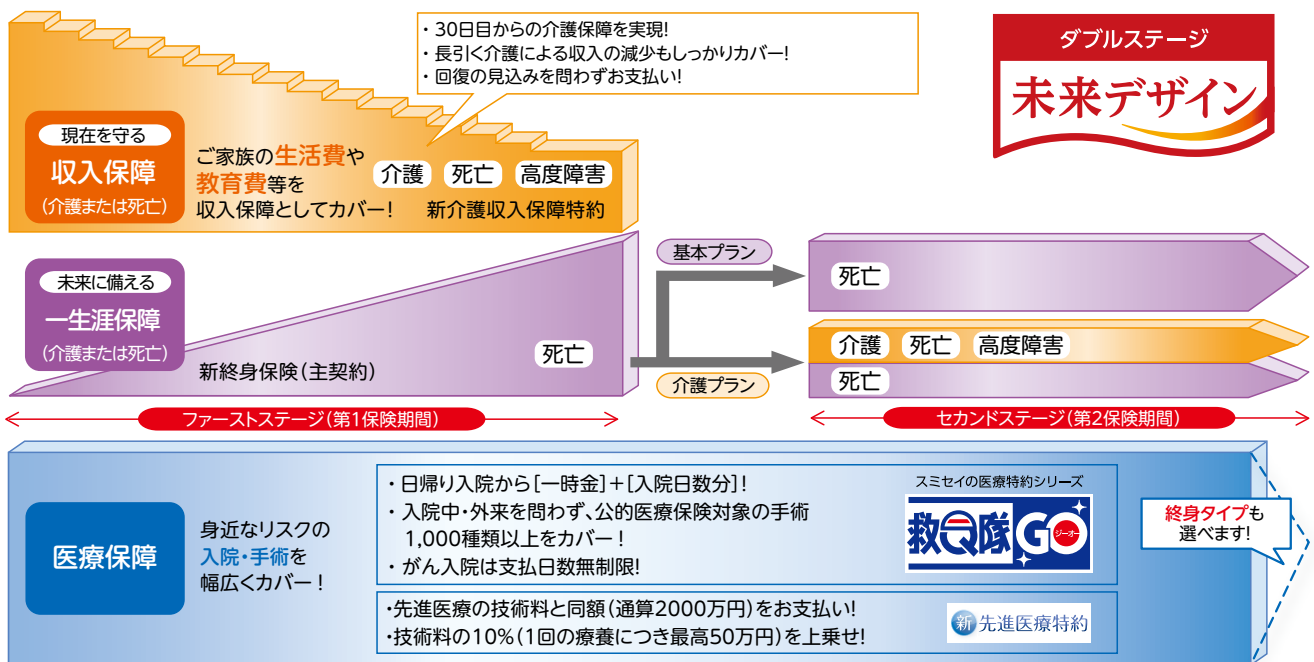 ・30日目からの介護保障を実現!
・長引く介護による収入の減少もしっかりカバー!
・回復の見込みを問わずお支払い!
ダブルステージ
未来デザイン
現在を守る
収入保障
(介護または死亡)
ご家族の生活費や
教育費等を
収入保障としてカバー!
介護 死亡 高度障害
新介護収入保障特約
未来に備える
一生涯保障
(介護または死亡)
新終身保険(主契約)
死亡
基本プラン
介護プラン
死亡
介護 死亡 高度障害
死亡
ファーストステージ(第1保険期間)
セカンドステージ(第2保険期間)
医療保障
身近なリスクの
入院・手術を
幅広くカバー!
・日帰り入院から[一時金]+[入院日数分]!
・入院中・外来を問わず、公的医療保険対象の手術
1,000種類以上をカバー!
・がん入院は支払日数無制限!
スミセイの医療特約シリーズ
救Q隊GO
ジーオー
終身タイプも
選べます!
・先進医療の技術料と同額(通算2000万円)をお支払い!
・技術料の10%(1回の療養につき最高50万円)を上乗せ!
新 先進医療特約